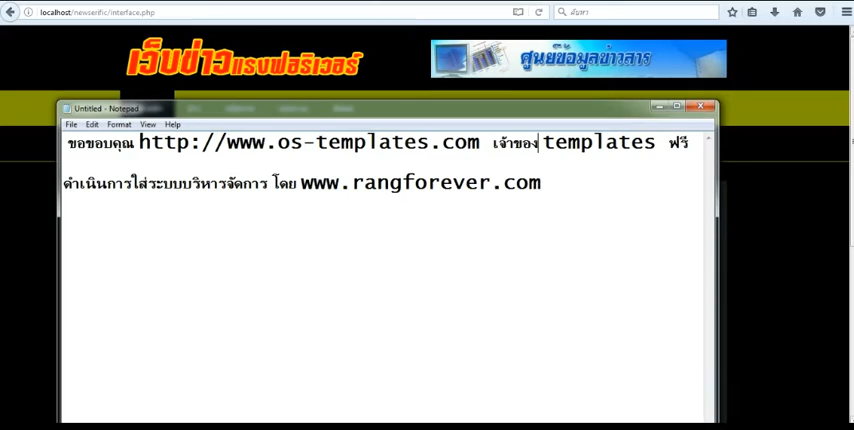 localhost/newserific/interface.php
ค้นหา
เว็บข่าวแรงฟอร์เรเวอร์
ศูนย์ข้อมูลข่าวสาร
Untitled - Notepad
File Edit Format View Help
ขอขอบคุณ http://www.os-templates.com เจ้าของ templates ฟรี
ดำเนินการใส่ระบบบริหารจัดการ โดย www.rangforever.com